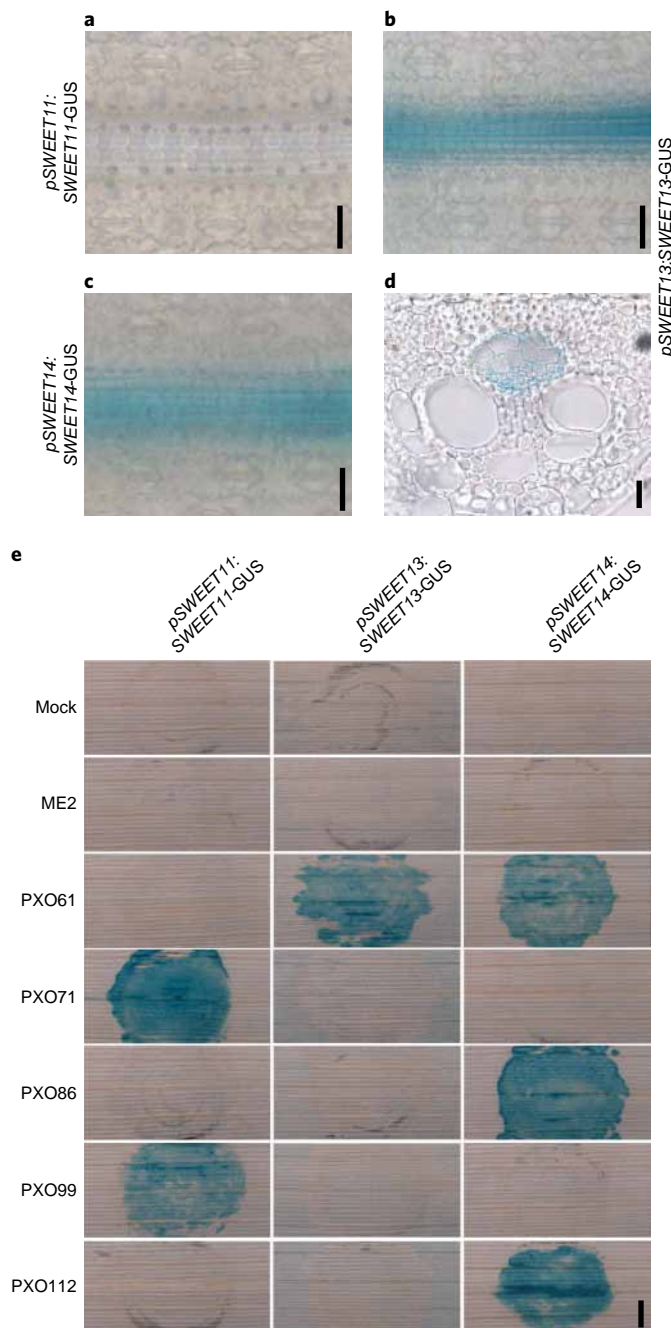 a
b
pSWEET11:
SWEET11-GUS
pSWEET13:SWEET13-GUS
c
d
pSWEET14:
SWEET14-GUS
e
pSWEET11:
SWEET11-GUS
pSWEET13:
SWEET13-GUS
pSWEET14:
SWEET14-GUS
Mock
ME2
PXO61
PXO71
PXO86
PXO99
PXO112